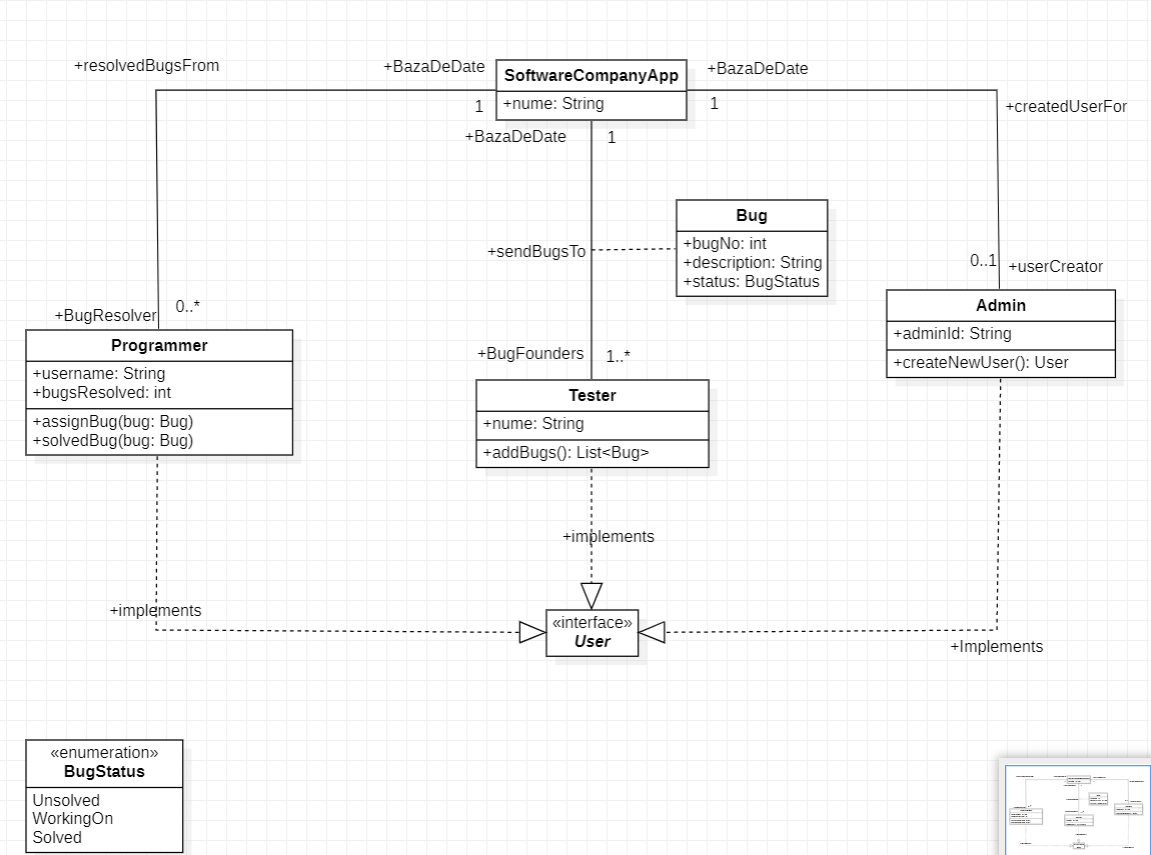 +resolvedBugsFrom
+BazaDeDate
SoftwareCompanyApp
+BazaDeDate
1
+nume: String
1
+createdUserFor
+BazaDeDate
1
Bug
+bugNo: int
+description: String
+status: BugStatus
+sendBugsTo
0..1
+userCreator
0..*
+BugResolver
Admin
+adminId: String
+createNewUser(): User
Programmer
+username: String
+bugsResolved: int
+assignBug(bug: Bug)
+solvedBug(bug: Bug)
+BugFounders
1..*
Tester
+nume: String
+addBugs(): List<Bug>
+implements
+implements
«interface»
User
+Implements
«enumeration»
BugStatus
Unsolved
WorkingOn
Solved